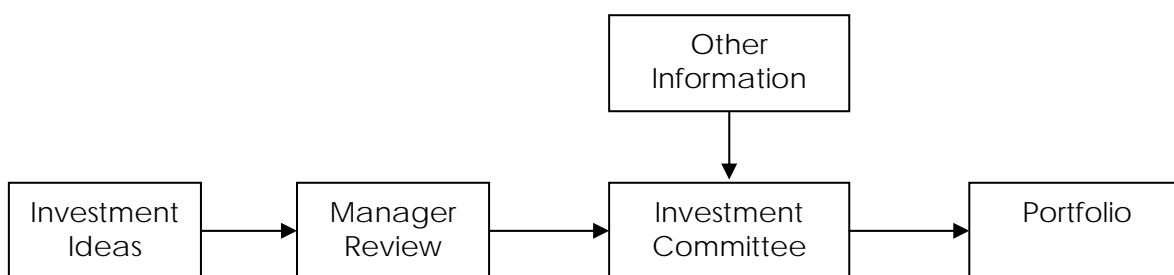 Other
Information
Investment
Ideas
Manager
Review
Investment
Committee
Portfolio